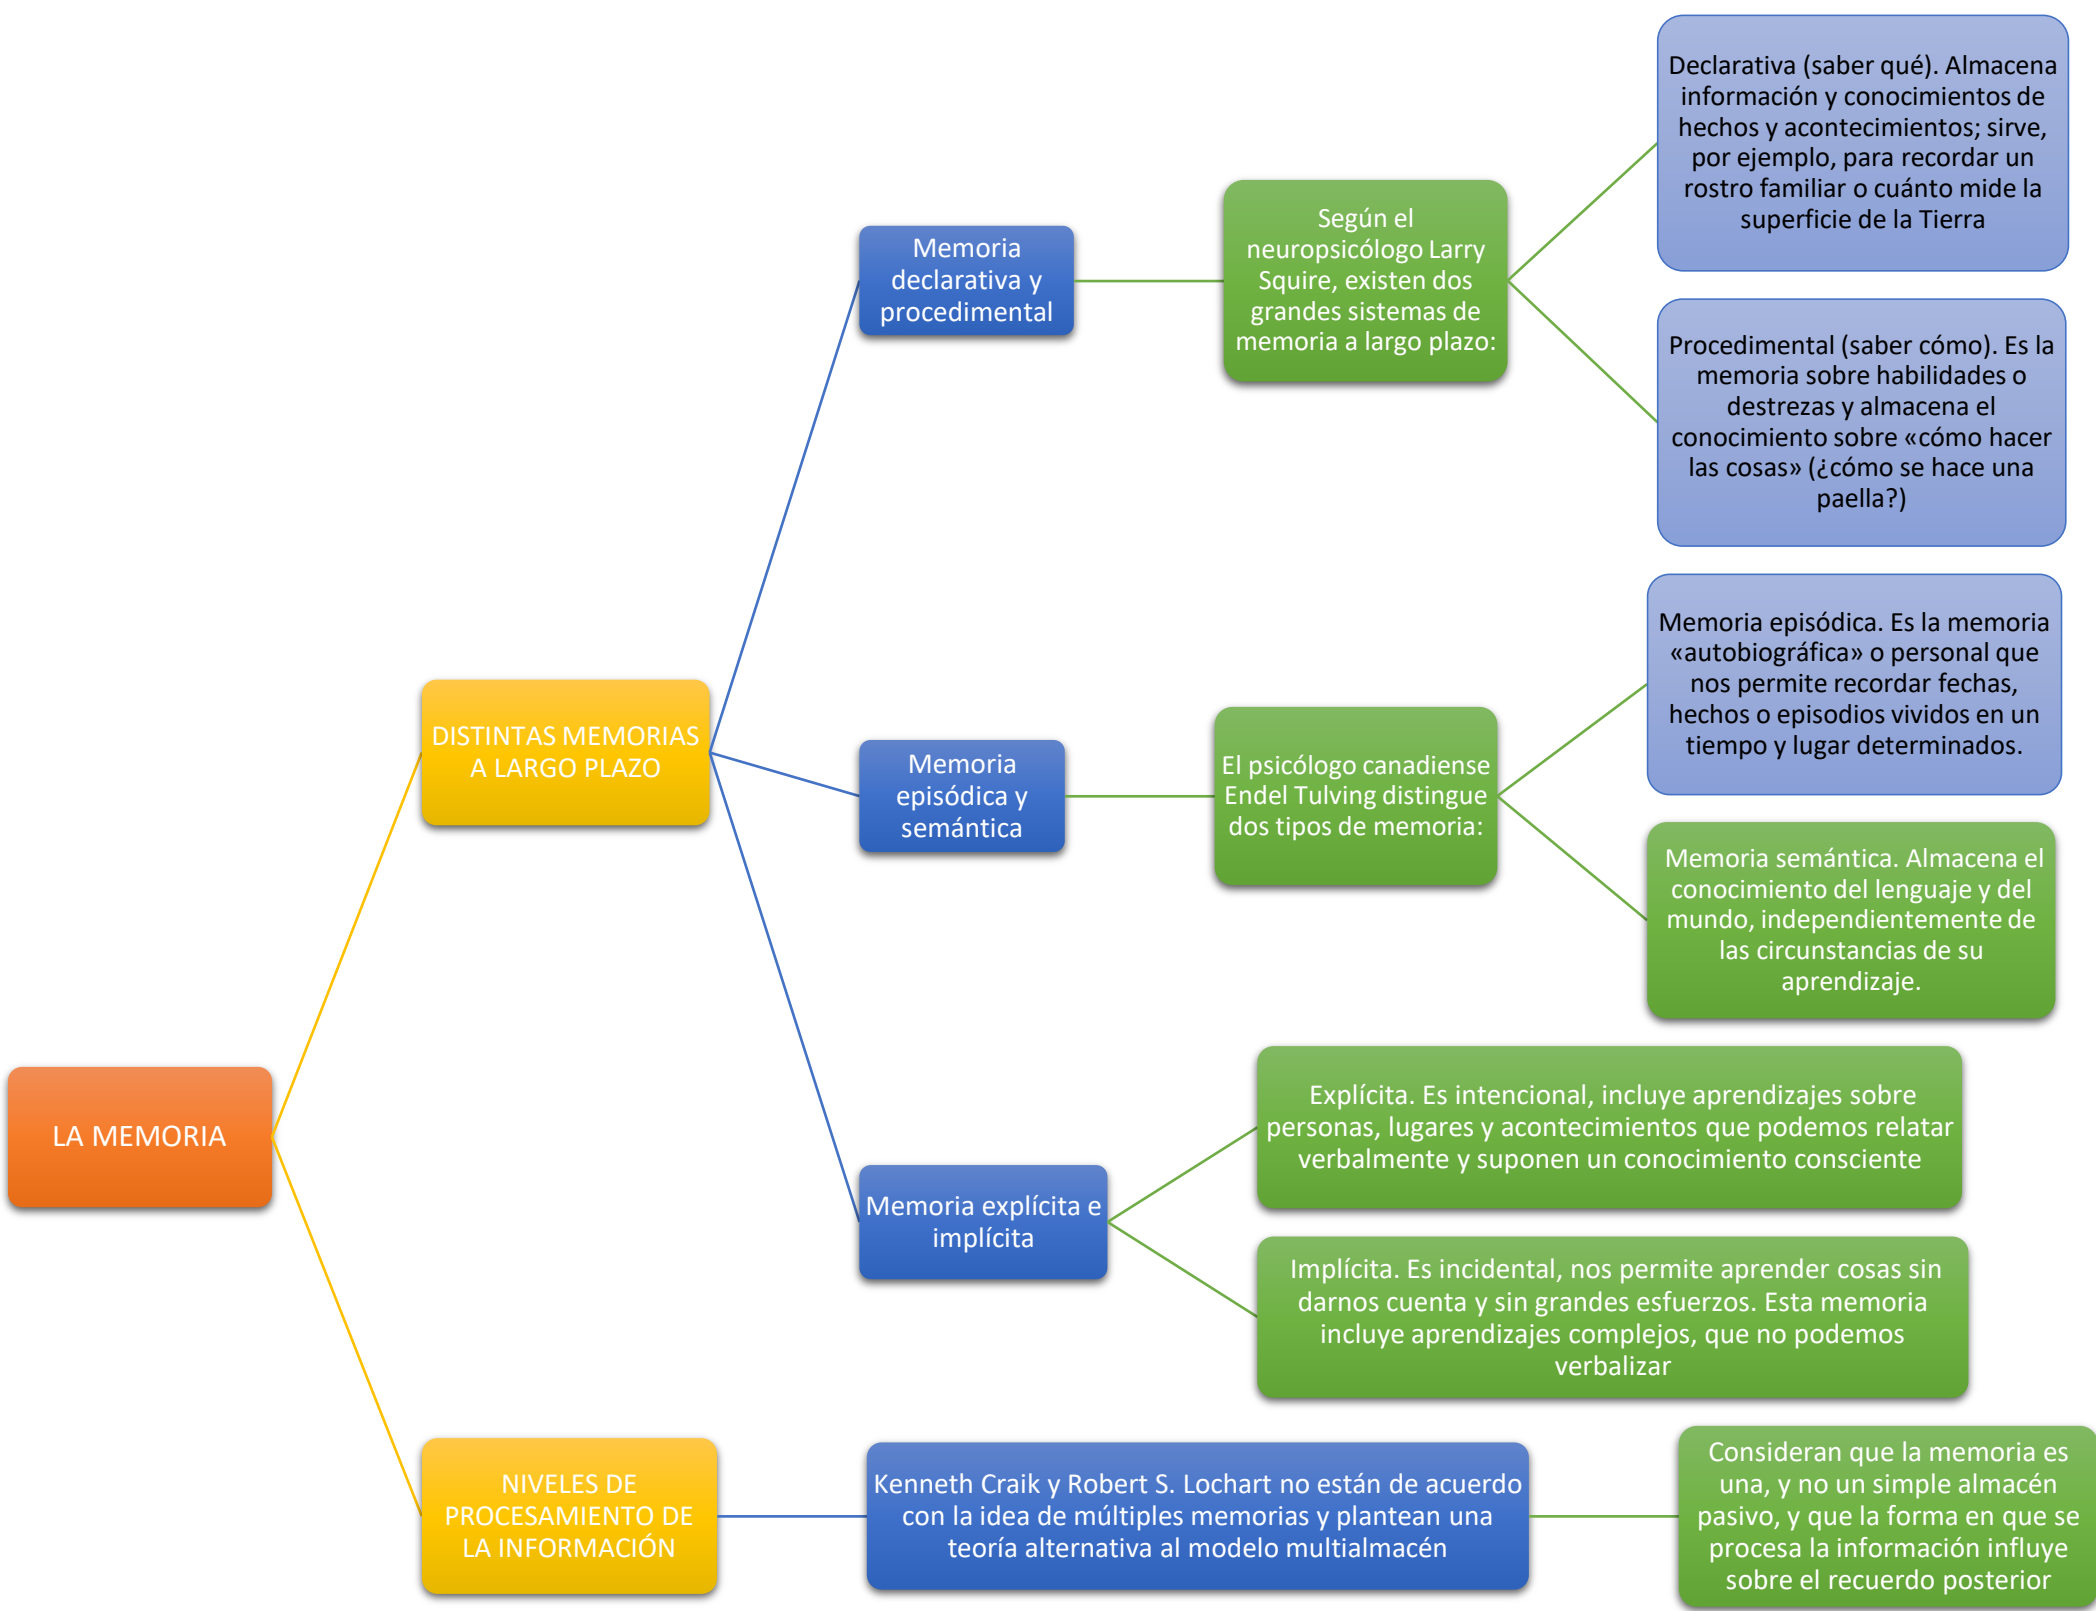 LA MEMORIA
DISTINTAS MEMORIAS
A LARGO PLAZO
Memoria
declarativa y
procedimental
Según el
neuropsicólogo Larry
Squire, existen dos
grandes sistemas de
memoria a largo plazo:
Declarativa (saber qué). Almacena
información y conocimientos de
hechos y acontecimientos; sirve,
por ejemplo, para recordar un
rostro familiar o cuánto mide la
superficie de la Tierra
Procedimental (saber cómo). Es la
memoria sobre habilidades o
destrezas y almacena el
conocimiento sobre «cómo hacer
las cosas» (¿cómo se hace una
paella?)
Memoria
episódica y
semántica
El psicólogo canadiense
Endel Tulving distingue
dos tipos de memoria:
Memoria episódica. Es la memoria
«autobiográfica» o personal que
nos permite recordar fechas,
hechos o episodios vividos en un
tiempo y lugar determinados.
Memoria semántica. Almacena el
conocimiento del lenguaje y del
mundo, independientemente de
las circunstancias de su
aprendizaje.
Memoria explícita e
implícita
Explícita. Es intencional, incluye aprendizajes sobre
personas, lugares y acontecimientos que podemos relatar
verbalmente y suponen un conocimiento consciente
Implícita. Es incidental, nos permite aprender cosas sin
darnos cuenta y sin grandes esfuerzos. Esta memoria
incluye aprendizajes complejos, que no podemos
verbalizar
NIVELES DE
PROCESAMIENTO DE
LA INFORMACIÓN
Kenneth Craik y Robert S. Lochart no están de acuerdo
con la idea de múltiples memorias y plantean una
teoría alternativa al modelo multialmacén
Consideran que la memoria es
una, y no un simple almacén
pasivo, y que la forma en que se
procesa la información influye
sobre el recuerdo posterior